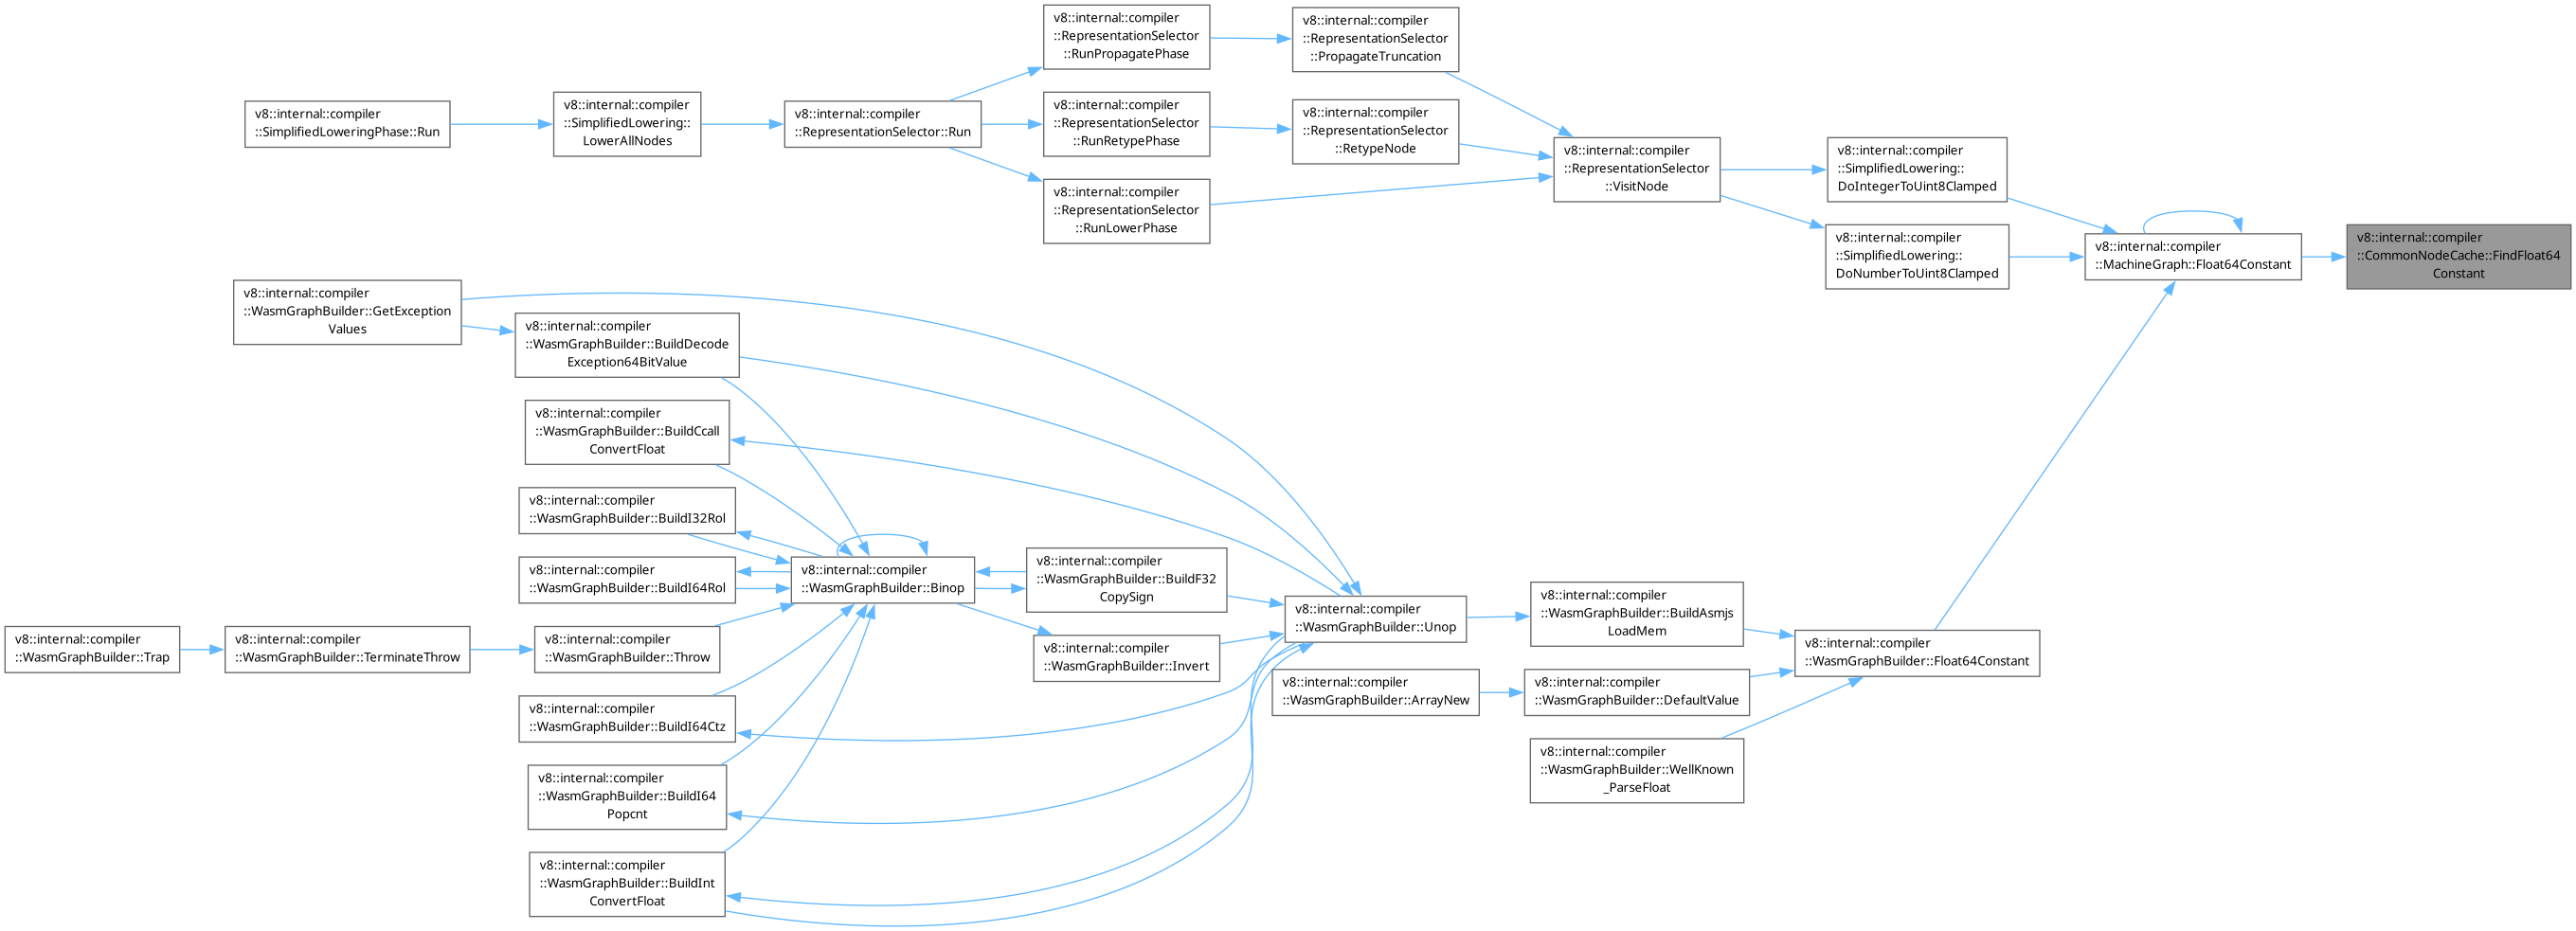 v8::internal::compiler
::RepresentationSelector
::RunPropagatePhase
v8::internal::compiler
::RepresentationSelector
::PropagateTruncation
v8::internal::compiler
::SimplifiedLoweringPhase::Run
v8::internal::compiler
::SimplifiedLowering::
LowerAllNodes
v8::internal::compiler
::RepresentationSelector::Run
v8::internal::compiler
::RepresentationSelector
::RunRetypePhase
v8::internal::compiler
::RepresentationSelector
::RetypeNode
v8::internal::compiler
::RepresentationSelector
::VisitNode
v8::internal::compiler
::SimplifiedLowering::
DoIntegerToUint8Clamped
v8::internal::compiler
::RepresentationSelector
::RunLowerPhase
v8::internal::compiler
::SimplifiedLowering::
DoNumberToUint8Clamped
v8::internal::compiler
::MachineGraph::Float64Constant
v8::internal::compiler
::CommonNodeCache::FindFloat64
Constant
v8::internal::compiler
::WasmGraphBuilder::GetException
Values
v8::internal::compiler
::WasmGraphBuilder::BuildDecode
Exception64BitValue
v8::internal::compiler
::WasmGraphBuilder::BuildCcall
ConvertFloat
v8::internal::compiler
::WasmGraphBuilder::BuildI32Rol
v8::internal::compiler
::WasmGraphBuilder::BuildI64Rol
v8::internal::compiler
::WasmGraphBuilder::Binop
v8::internal::compiler
::WasmGraphBuilder::BuildF32
CopySign
v8::internal::compiler
::WasmGraphBuilder::Unop
v8::internal::compiler
::WasmGraphBuilder::BuildAsmjs
LoadMem
v8::internal::compiler
::WasmGraphBuilder::Trap
v8::internal::compiler
::WasmGraphBuilder::TerminateThrow
v8::internal::compiler
::WasmGraphBuilder::Throw
v8::internal::compiler
::WasmGraphBuilder::Invert
v8::internal::compiler
::WasmGraphBuilder::Float64Constant
v8::internal::compiler
::WasmGraphBuilder::BuildI64Ctz
v8::internal::compiler
::WasmGraphBuilder::ArrayNew
v8::internal::compiler
::WasmGraphBuilder::DefaultValue
v8::internal::compiler
::WasmGraphBuilder::WellKnown
_ParseFloat
v8::internal::compiler
::WasmGraphBuilder::BuildI64
Popcnt
v8::internal::compiler
::WasmGraphBuilder::BuildInt
ConvertFloat